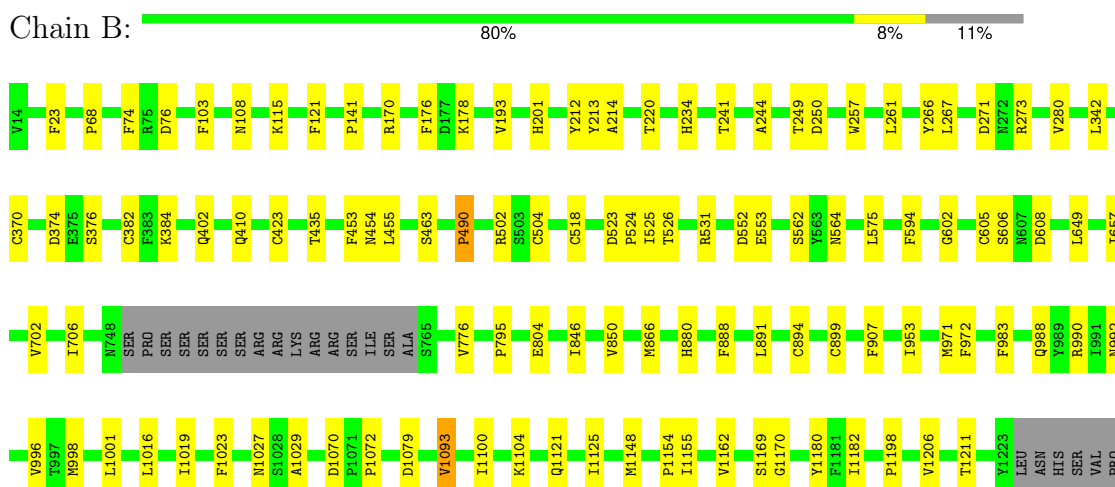 Chain B:
80% 8% 11%
V14 F23 P68 F74 R75 D76 F103 N108 K115 F121 P141 R170 F176 D177 K178 V193 H201 Y212 Y213 A214 T220 H234 T241 A244 T249 D250 W257 L261 Y266 L267 D271 N272 R273 V280 L342
C370 D374 E375 S376 C382 F383 K384 Q402 Q410 C423 T435 F453 N454 L455 S463 P490 R502 S503 C504 C518 D523 P524 I525 T526 R531 D552 E553 S562 Y563 N564 L575 F594 G602 C605 S606 N607 D608 L649 I657
V702 I706 N748 SER PRO SER SER SER SER SER ARG ARG LYS ARG ARG SER ILE SER ALA S765 V776 P795 E804 I846 V850 M866 H880 F888 L891 C894 C899 F907 I953 M971 F972 F983 Q988 Y989 R990 I991 N992
V996 T997 M998 L1001 L1016 I1019 F1023 N1027 S1028 A1029 D1070 P1071 P1072 D1079 V1093 I1100 K1104 Q1121 I1125 M1148 P1154 I1155 V1162 S1169 G1170 Y1180 F1181 I1182 P1198 V1206 T1211 Y1223 LEU ASN HIS SER VAL PRO